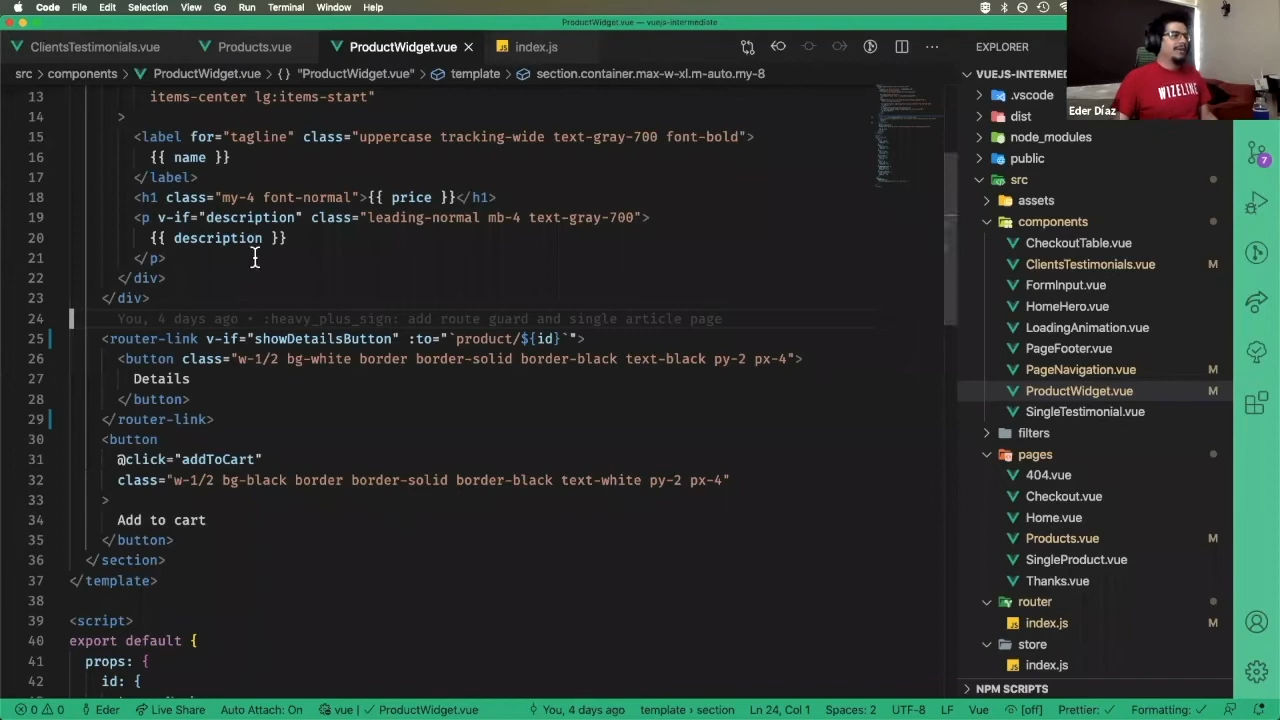 Code File Edit Selection View Go Run Terminal Window Help
ProductWidget.vue — vuejs-intermediate
ClientsTestimonials.vue Products.vue ProductWidget.vue index.js
EXPLORER
src > components > ProductWidget.vue > {} "ProductWidget.vue" > template > section.container.max-w-xl.m-auto.my-8
13 items-center lg:items-start"
14 >
15 <label for="tagline" class="uppercase tracking-wide text-gray-700 font-bold">
16 {{ name }}
17 </label>
18 <h1 class="my-4 font-normal">{{ price }}</h1>
19 <p v-if="description" class="leading-normal mb-4 text-gray-700">
20 {{ description }}
21 </p>
22 </div>
23 </div>
24 You, 4 days ago • :heavy_plus_sign: add route guard and single article page
25 <router-link v-if="showDetailsButton" :to="`product/${id}`">
26 <button class="w-1/2 bg-white border border-solid border-black text-black py-2 px-4">
27 Details
28 </button>
29 </router-link>
30 <button
31 @click="addToCart"
32 class="w-1/2 bg-black border border-solid border-black text-white py-2 px-4"
33 >
34 Add to cart
35 </button>
36 </section>
37 </template>
38
39 <script>
40 export default {
41 props: {
42 id: {
VUEJS-INTERMED
.vscode
dist
node_modules
public
src
assets
components
CheckoutTable.vue
ClientsTestimonials.vue M
FormInput.vue
HomeHero.vue
LoadingAnimation.vue
PageFooter.vue
PageNavigation.vue M
ProductWidget.vue M
SingleTestimonial.vue
filters
pages
404.vue
Checkout.vue
Home.vue
Products.vue M
SingleProduct.vue
Thanks.vue
router
index.js M
store
index.js
NPM SCRIPTS
WIZELINE
Eder Díaz
7
0 0 Eder Live Share Auto Attach: On vue | ✓ ProductWidget.vue You, 4 days ago template › section Ln 24, Col 1 Spaces: 2 UTF-8 LF Vue [off] Prettier: ✓ Formatting: ✓